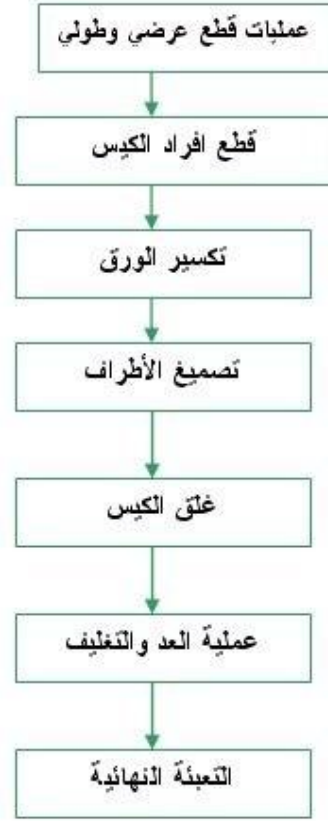 عمليات قطع عرضي وطولي
قطع افراد الكيس
تكسير الورق
تصميغ الأطراف
غلق الكيس
عملية العد والتغليف
التعبئة النهائية